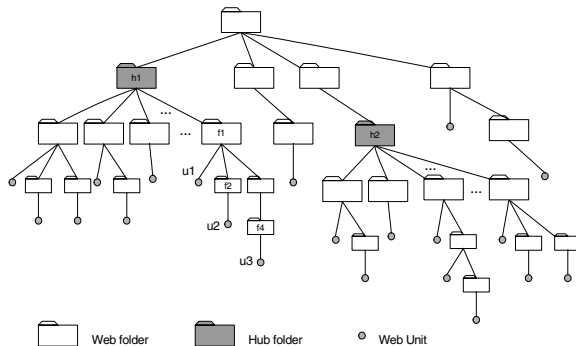 h1
...
...
f1
h2
u1
f2
...
...
u2
f4
u3
Web folder
Hub folder
Web Unit